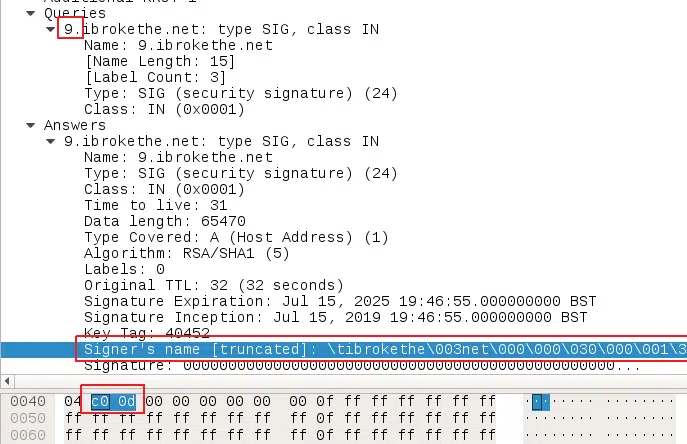 Queries
9.ibrokethe.net: type SIG, class IN
Name: 9.ibrokethe.net
[Name Length: 15]
[Label Count: 3]
Type: SIG (security signature) (24)
Class: IN (0x0001)
Answers
9.ibrokethe.net: type SIG, class IN
Name: 9.ibrokethe.net
Type: SIG (security signature) (24)
Class: IN (0x0001)
Time to live: 31
Data length: 65470
Type Covered: A (Host Address) (1)
Algorithm: RSA/SHA1 (5)
Labels: 0
Original TTL: 32 (32 seconds)
Signature Expiration: Jul 15, 2025 19:46:55.000000000 BST
Signature Inception: Jul 15, 2019 19:46:55.000000000 BST
Key Tag: 40452
Signer's name [truncated]: \tibrokethe\003net\000\000\030\000\001\3
Signature: 00000000000000000000000000000000000000000000...
0040 04 c0 0d 00 00 00 00 00 00 0f ff ff ff ff ff ff ········ ········
0050 ff ff ff ff ff ff ff ff ff 0f ff ff ff ff ff ff ········ ········
0060 ff ff ff ff ff ff ff ff ff 0f ff ff ff ff ff ff ········ ········